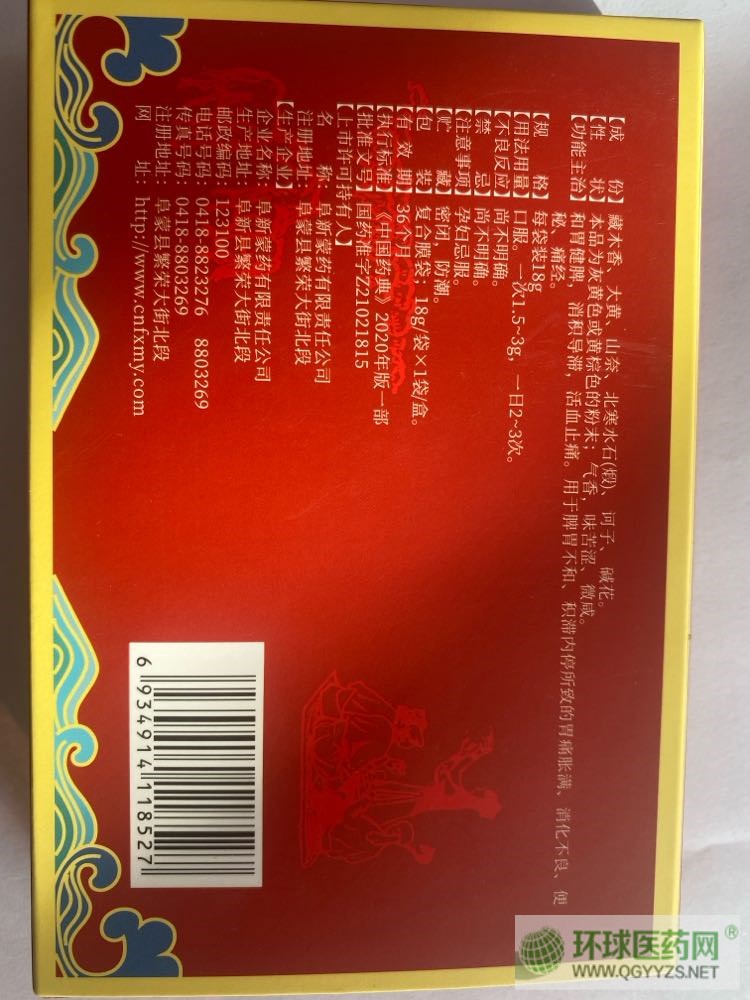 【成 份】藏木香、大黄、山柰、北寒水石(煅)、诃子、碱花。
【性 状】本品为灰黄色或黄棕色的粉末;气香,味苦涩、微咸。
【功能主治】和胃健脾,消积导滞,活血止痛。用于脾胃不和、积滞内停所致的胃痛胀满、消化不良、便
秘、痛经。
【规 格】每袋装18g
【用法用量】口服。一次1.5~3g,一日2~3次。
【不良反应】尚不明确。
【禁 忌】尚不明确。
【注意事项】孕妇忌服。
【贮 藏】密闭,防潮。
【包 装】复合膜袋;18g/袋×1袋/盒。
【有 效 期】36个月
【执行标准】《中国药典》2020年版一部
【批准文号】国药准字Z21021815
【上市许可持有人】
名 称:阜新蒙药有限责任公司
注册地址:阜蒙县繁荣大街北段
【生产企业】
企业名称:阜新蒙药有限责任公司
生产地址:阜新县繁荣大街北段
邮政编码:123100
电话号码:0418-8823276 8803269
传真号码:0418-8803269
注册地址:阜蒙县繁荣大街北段
网 址:http://www.cnfxmy.com
6 934914 118527
环球医药网®
WWW.QGYYZS.NET